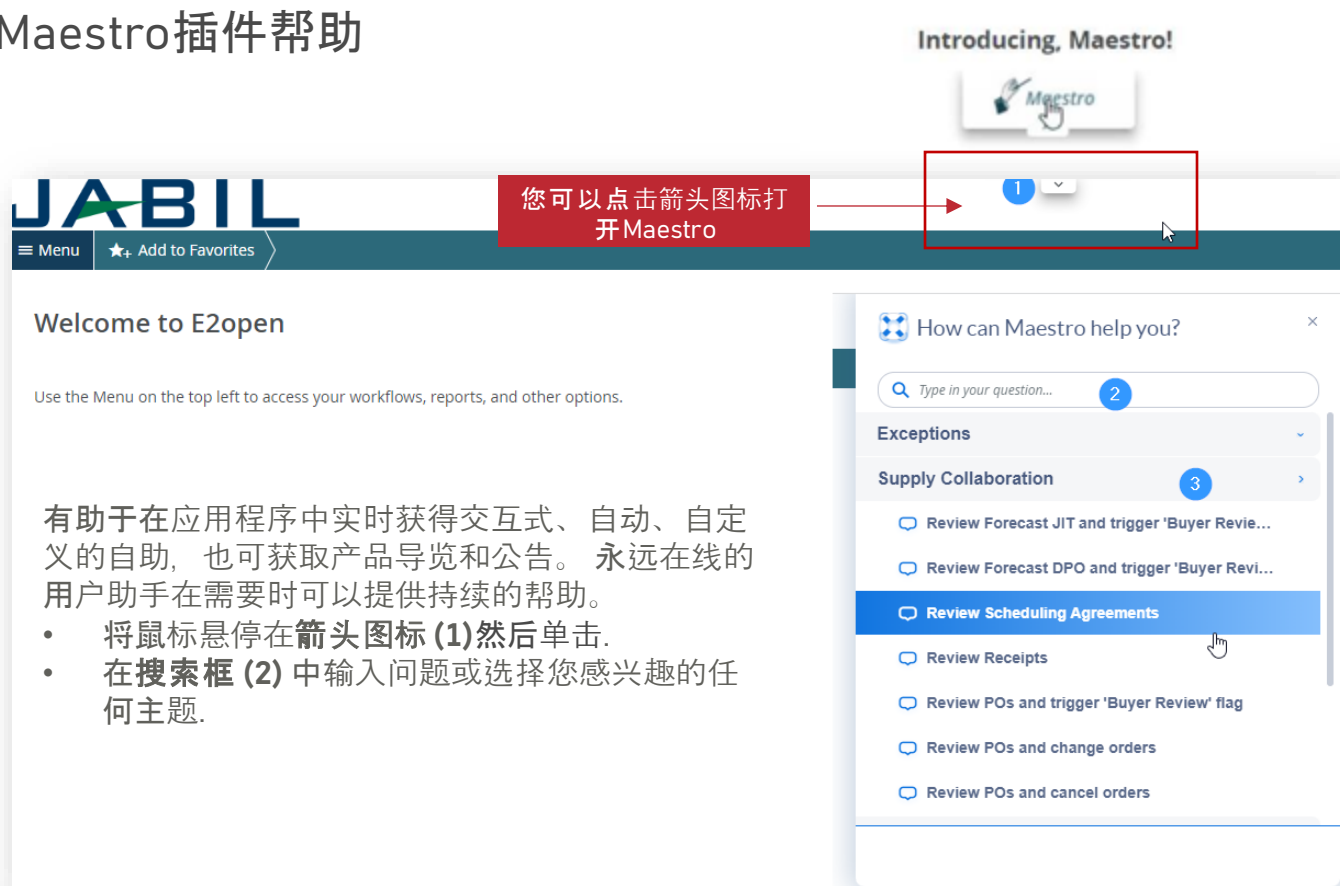 Maestro插件帮助
Introducing, Maestro!
Maestro
JABIL
您可以点击箭头图标打
开Maestro
1
Menu
Add to Favorites
Welcome to E2open
Use the Menu on the top left to access your workflows, reports, and other options.
有助于在应用程序中实时获得交互式、自动、自定
义的自助, 也可获取产品导览和公告。 永远在线的
用户助手在需要时可以提供持续的帮助。
• 将鼠标悬停在箭头图标 (1)然后单击.
• 在搜索框 (2) 中输入问题或选择您感兴趣的任
何主题.
How can Maestro help you?
Type in your question...
2
Exceptions
Supply Collaboration
3
Review Forecast JIT and trigger 'Buyer Revie...
Review Forecast DPO and trigger 'Buyer Revi...
Review Scheduling Agreements
Review Receipts
Review POs and trigger 'Buyer Review' flag
Review POs and change orders
Review POs and cancel orders